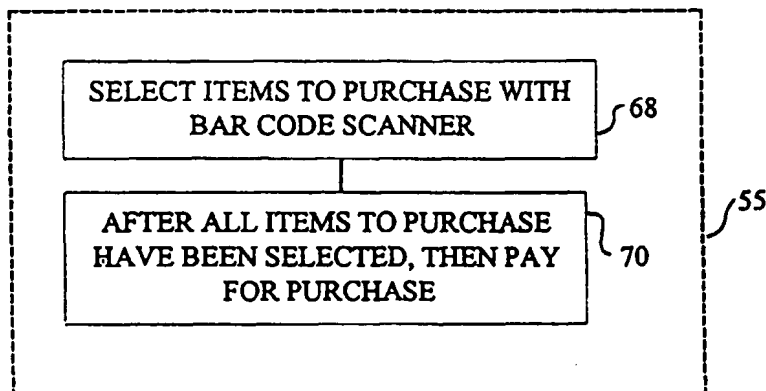 SELECT ITEMS TO PURCHASE WITH
BAR CODE SCANNER
68
AFTER ALL ITEMS TO PURCHASE
HAVE BEEN SELECTED, THEN PAY
FOR PURCHASE
70
55